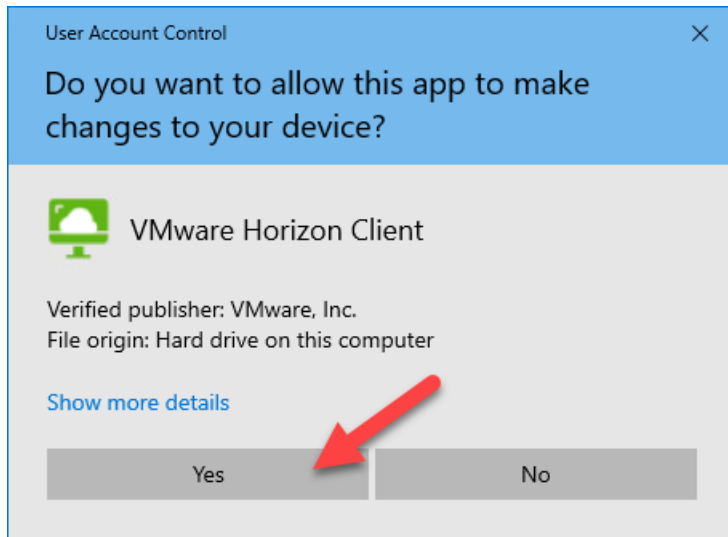 User Account Control
Do you want to allow this app to make
changes to your device?
VMware Horizon Client
Verified publisher: VMware, Inc.
File origin: Hard drive on this computer
Show more details
Yes
No